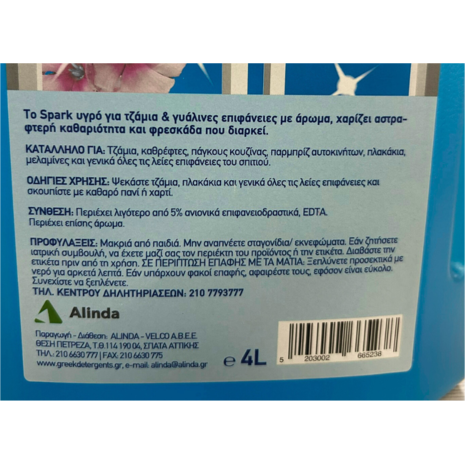 Το Spark υγρό για τζάμια & γυάλινες επιφάνειες με άρωμα, χαρίζει αστρα-
φτερή καθαριότητα και φρεσκάδα που διαρκεί.
ΚΑΤΑΛΛΗΛΟ ΓΙΑ: Τζάμια, καθρέφτες, πάγκους κουζίνας, παρμπρίζ αυτοκινήτων, πλακάκια,
μελαμίνες και γενικά όλες τις λείες επιφάνειες του σπιτιού.
ΟΔΗΓΙΕΣ ΧΡΗΣΗΣ: Ψεκάστε τζάμια, πλακάκια και γενικά όλες τις λείες επιφάνειες και
σκουπίστε με καθαρό πανί ή χαρτί.
ΣΥΝΘΕΣΗ: Περιέχει λιγότερο από 5% ανιονικά επιφανειοδραστικά, EDTA.
Περιέχει επίσης άρωμα.
ΠΡΟΦΥΛΑΞΕΙΣ: Μακριά από παιδιά. Μην αναπνέετε σταγονίδια/ εκνεφώματα. Εάν ζητήσετε
ιατρική συμβουλή, να έχετε μαζί σας τον περιέκτη του προϊόντος ή την ετικέτα. Διαβάστε την
ετικέτα πριν από τη χρήση. ΣΕ ΠΕΡΙΠΤΩΣΗ ΕΠΑΦΗΣ ΜΕ ΤΑ ΜΑΤΙΑ: Ξεπλύνετε προσεκτικά με
νερό για αρκετά λεπτά. Εάν υπάρχουν φακοί επαφής, αφαιρέστε τους, εφόσον είναι εύκολο.
Συνεχίστε να ξεπλένετε.
ΤΗΛ. ΚΕΝΤΡΟΥ ΔΗΛΗΤΗΡΙΑΣΕΩΝ: 210 7793777
Alinda
Παραγωγή - Διάθεση: ALINDA - VELCO Α.Β.Ε.Ε.
ΘΕΣΗ ΠΕΤΡΕΖΑ, Τ.Θ. 114 190 04, ΣΠΑΤΑ ΑΤΤΙΚΗΣ
ΤΗΛ.: 210 6630 777 | FAX. 210 6630 775
www.greekdetergents.gr, e-mail: alinda@alinda.gr
℮ 4L
5 203002 665238